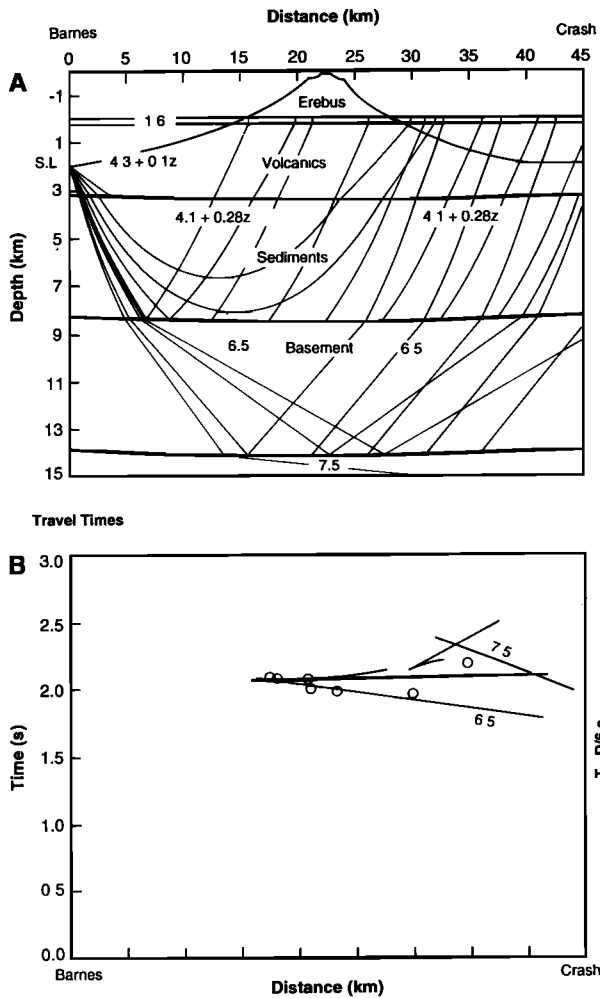 Distance (km)
Barnes Crash
0 5 10 15 20 25 30 35 40 45
A
-1
Erebus
1 6
1
S.L
4 3 + 0 1z
Volcanics
3
4.1 + 0.28z
4 1 + 0.28z
5
Sediments
7
9
6.5
Basement
6 5
11
13
7.5
15
Depth (km)
Travel Times
B
3.0
2.5
7 5
2.0
6 5
1.5
1.0
0 5
0.0
Time (s)
Barnes Crash
Distance (km)